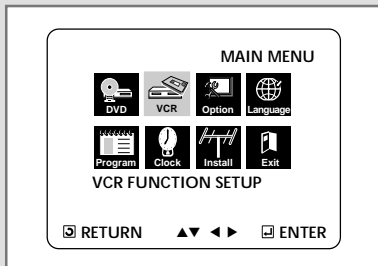 MAIN MENU
DVD VCR Option Language
Program Clock Install Exit
VCR FUNCTION SETUP
RETURN ▲▼ ◄ ► ENTER